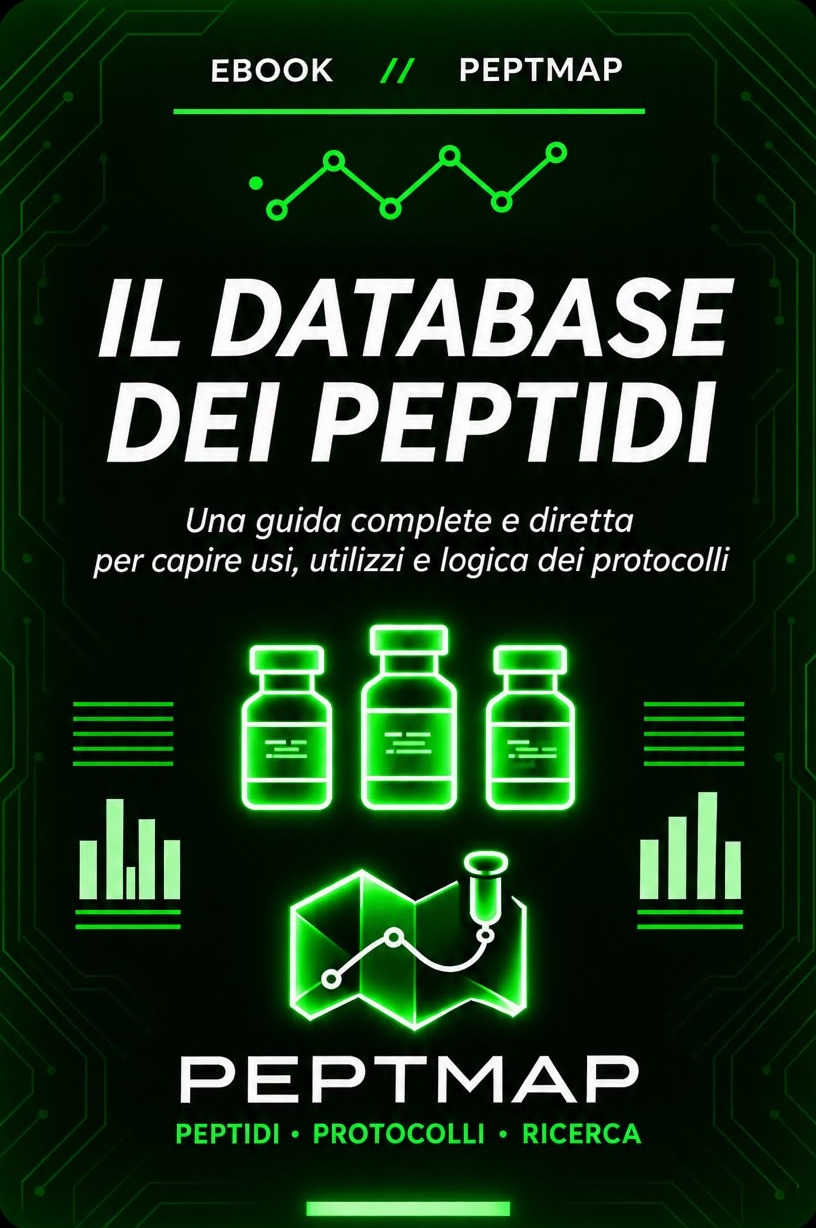 EBOOK // PEPTMAP
IL DATABASE
DEI PEPTIDI
Una guida complete e diretta
per capire usi, utilizzi e logica dei protocolli
PEPTMAP
PEPTIDI • PROTOCOLLI • RICERCA